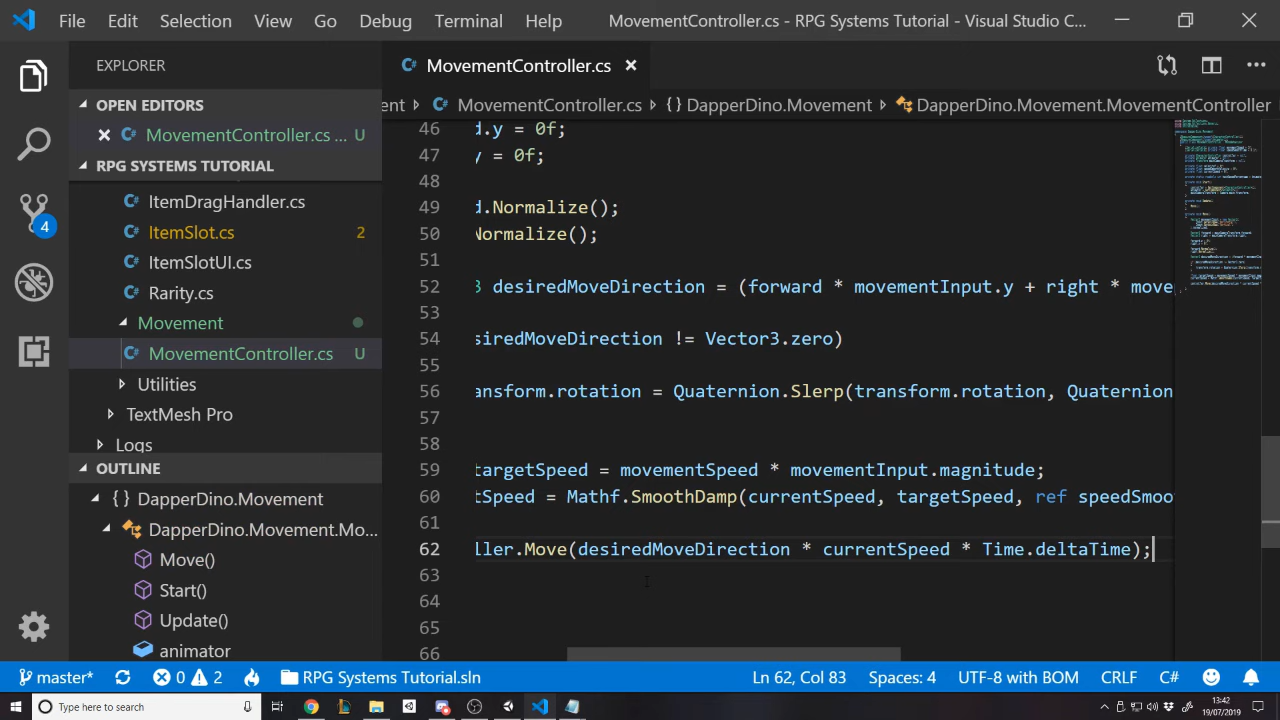 File Edit Selection View Go Debug Terminal Help MovementController.cs - RPG Systems Tutorial - Visual Studio C...
EXPLORER
OPEN EDITORS
MovementController.cs ... U
RPG SYSTEMS TUTORIAL
ItemDragHandler.cs
ItemSlot.cs 2
ItemSlotUI.cs
Rarity.cs
Movement
MovementController.cs U
Utilities
TextMesh Pro
Logs
OUTLINE
{} DapperDino.Movement
DapperDino.Movement.Mo...
Move()
Start()
Update()
animator
4
C# MovementController.cs
ent > C# MovementController.cs > {} DapperDino.Movement > DapperDino.Movement.MovementController
46 d.y = 0f;
47 y = 0f;
48
49 d.Normalize();
50 Normalize();
51
52 3 desiredMoveDirection = (forward * movementInput.y + right * move
53
54 siredMoveDirection != Vector3.zero)
55
56 ansform.rotation = Quaternion.Slerp(transform.rotation, Quaternion
57
58
59 targetSpeed = movementSpeed * movementInput.magnitude;
60 tSpeed = Mathf.SmoothDamp(currentSpeed, targetSpeed, ref speedSmoo
61
62 ller.Move(desiredMoveDirection * currentSpeed * Time.deltaTime);
63
64
65
66
master* 0 2 RPG Systems Tutorial.sln Ln 62, Col 83 Spaces: 4 UTF-8 with BOM CRLF C# 1
Type here to search 13:42
19/07/2019